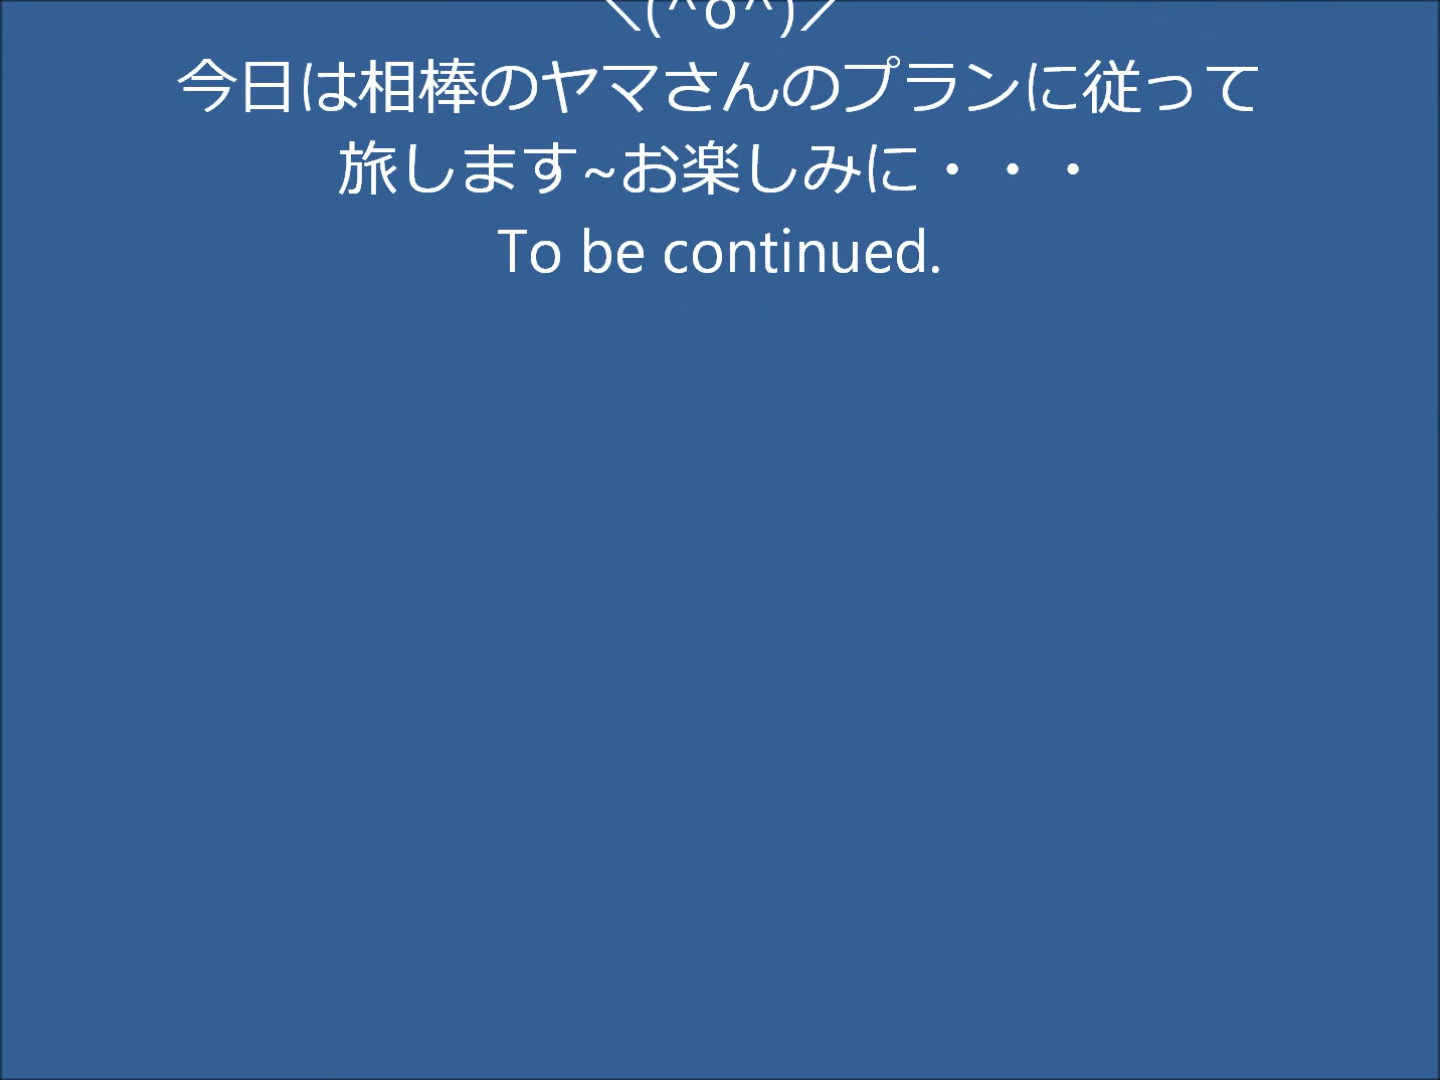 ＼(^o^)／
今日は相棒のヤマさんのプランに従って
旅します~お楽しみに・・・
To be continued.